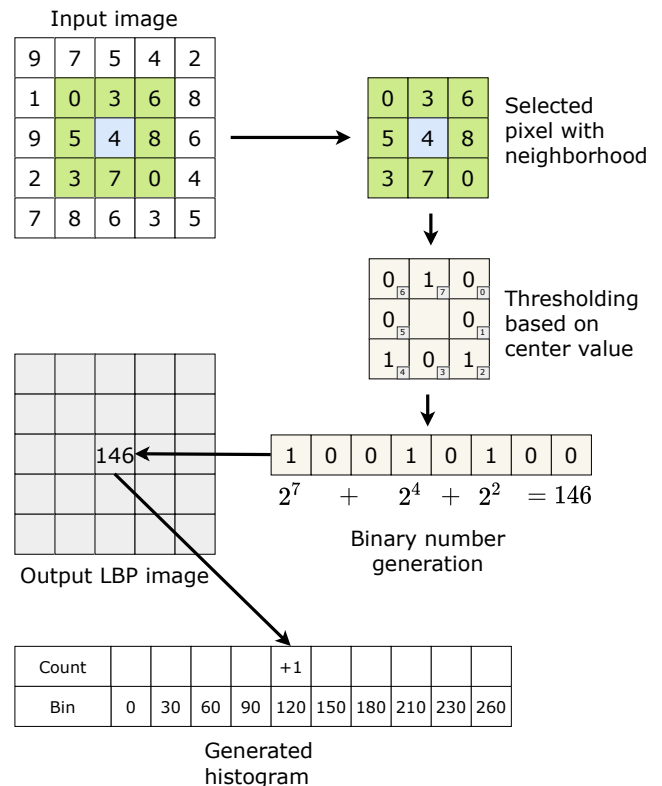 Input image
9 7 5 4 2
1 0 3 6 8
9 5 4 8 6
2 3 7 0 4
7 8 6 3 5
0 3 6
5 4 8
3 7 0
Selected
pixel with
neighborhood
0 6 1 7 0 0
0 5 0 1
1 4 0 3 1 2
Thresholding
based on
center value
146
Output LBP image
1 0 0 1 0 1 0 0
2^7 + 2^4 + 2^2 = 146
Binary number
generation
Count +1
Bin 0 30 60 90 120 150 180 210 230 260
Generated
histogram